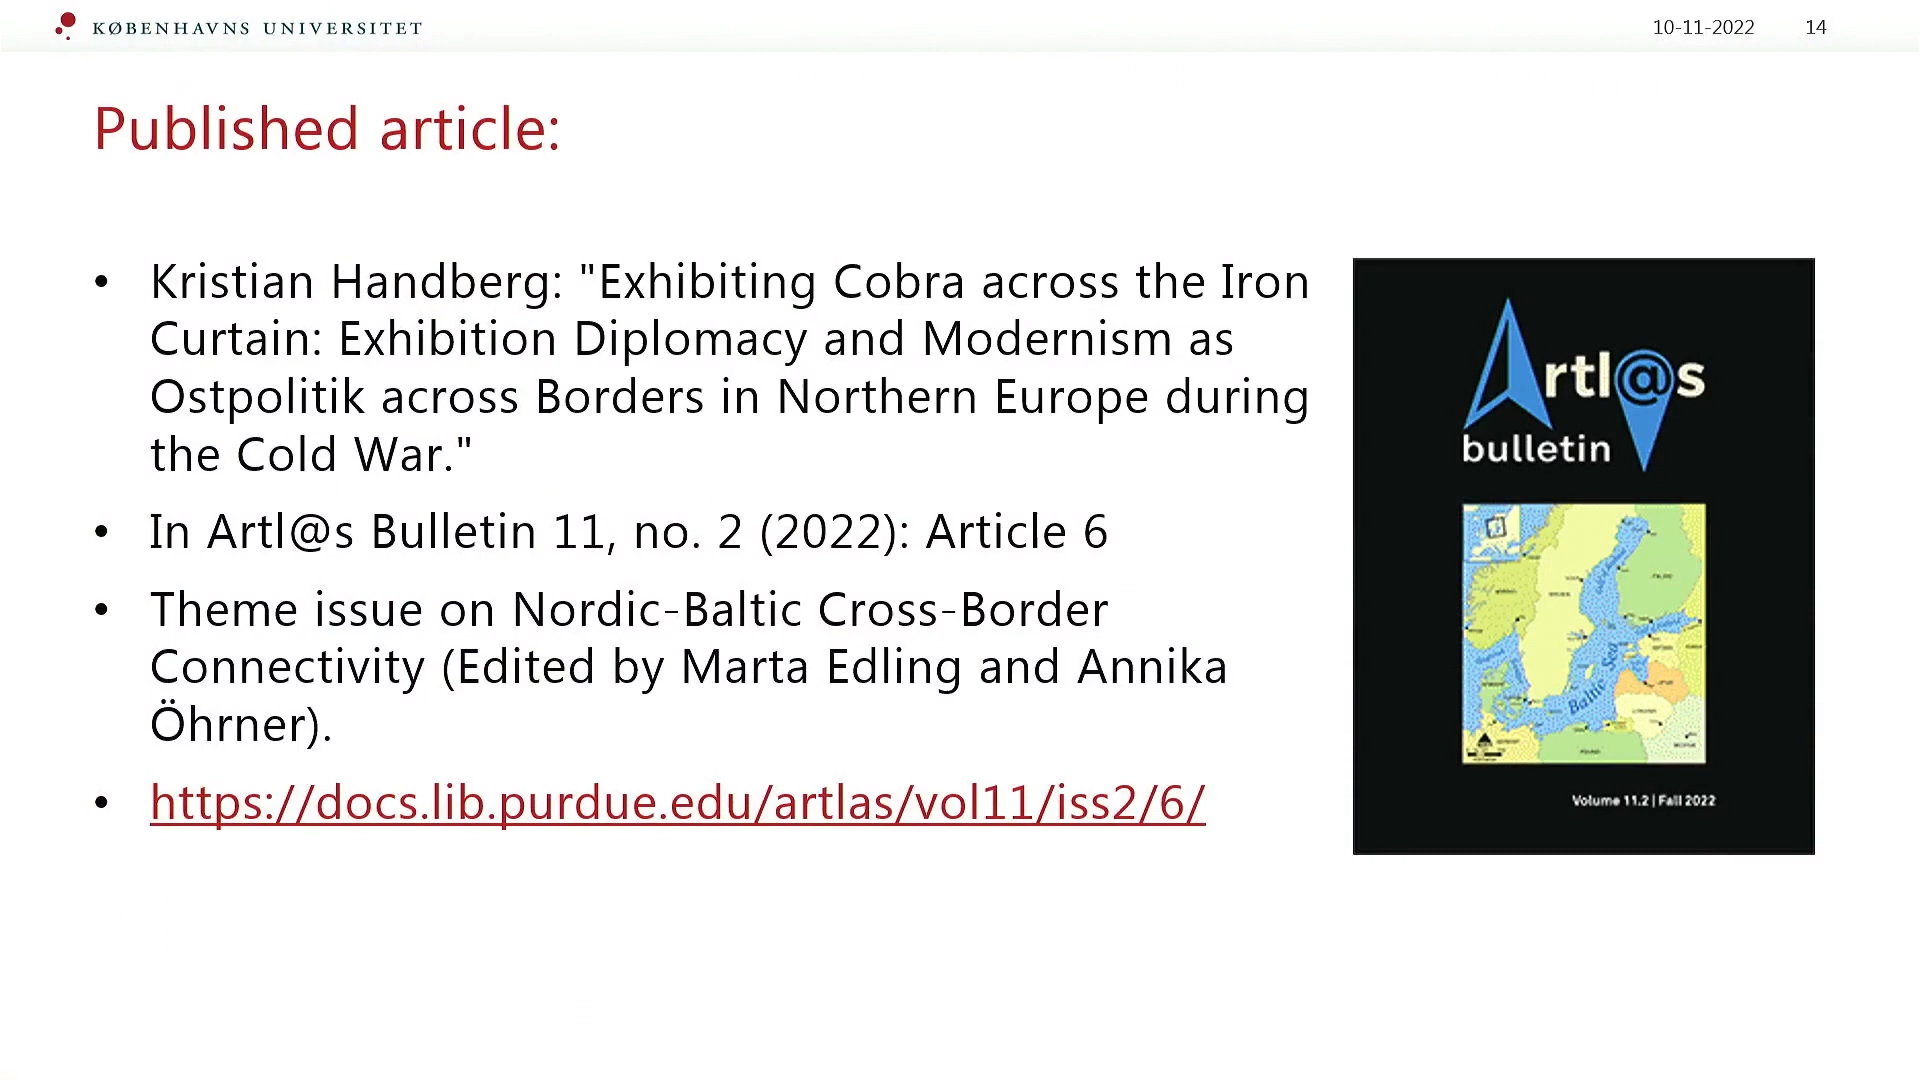 KØBENHAVNS UNIVERSITET
10-11-2022 14
Published article:
• Kristian Handberg: "Exhibiting Cobra across the Iron
Curtain: Exhibition Diplomacy and Modernism as
Ostpolitik across Borders in Northern Europe during
the Cold War."
• In Artl@s Bulletin 11, no. 2 (2022): Article 6
• Theme issue on Nordic-Baltic Cross-Border
Connectivity (Edited by Marta Edling and Annika
Öhrner).
• https://docs.lib.purdue.edu/artlas/vol11/iss2/6/
Artl@s
bulletin
Baltic Sea
Volume 11.2 | Fall 2022